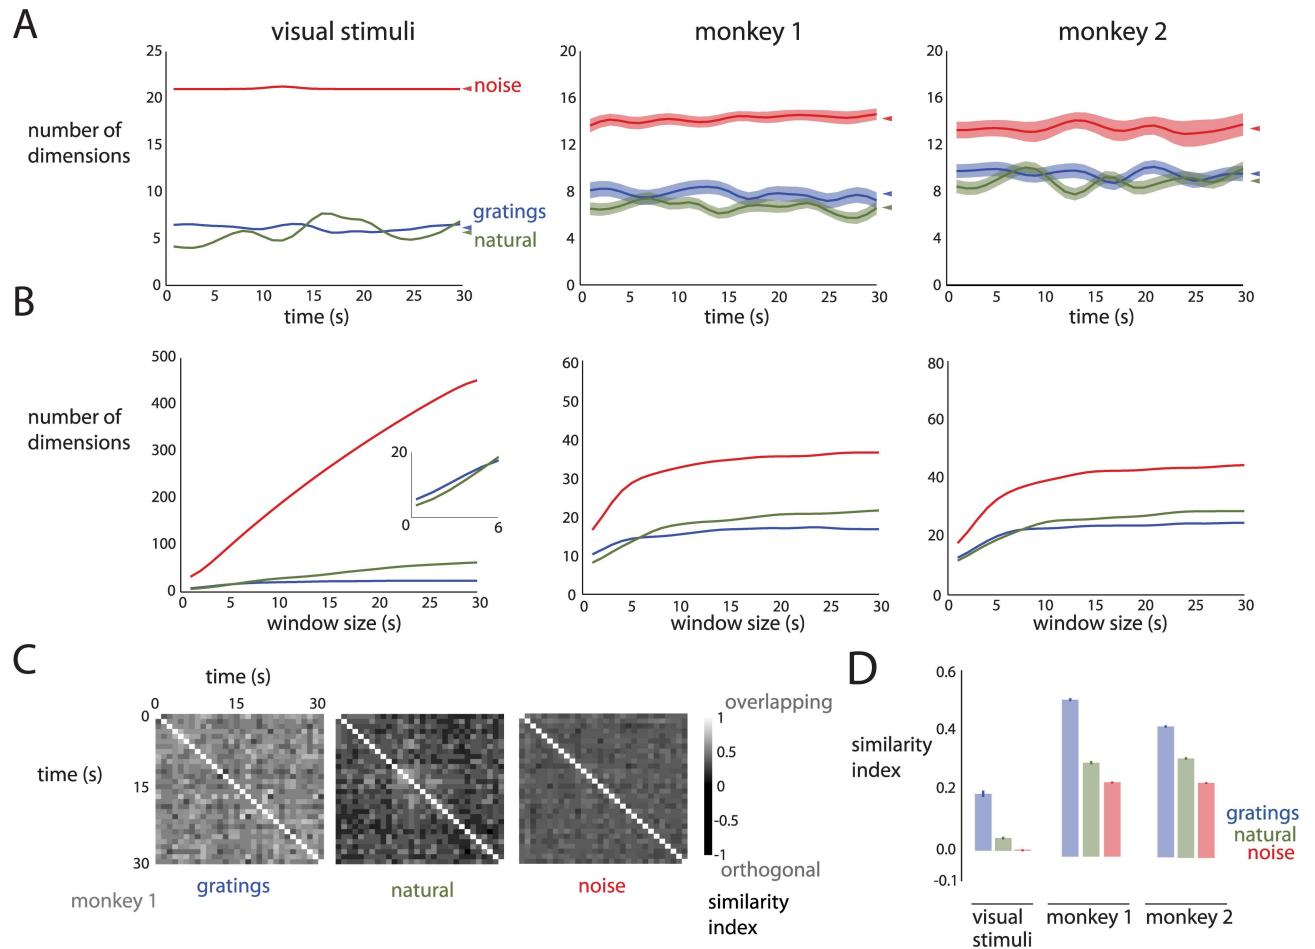 A
visual stimuli
monkey 1
monkey 2
number of
dimensions
25
20
15
10
5
0
noise
gratings
natural
0 5 10 15 20 25 30
time (s)
20
16
12
8
4
0
0 5 10 15 20 25 30
time (s)
20
16
12
8
4
0
0 5 10 15 20 25 30
time (s)
B
number of
dimensions
500
400
300
200
100
0
20
0
6
0 5 10 15 20 25 30
window size (s)
60
50
40
30
20
10
0
0 5 10 15 20 25 30
window size (s)
80
60
40
20
0
0 5 10 15 20 25 30
window size (s)
C
time (s)
0 15 30
time (s)
0
15
30
monkey 1
gratings
natural
noise
overlapping
1
0.5
0
-0.5
-1
orthogonal
similarity
index
D
similarity
index
0.6
0.4
0.2
0.0
-0.1
gratings
natural
noise
visual
stimuli
monkey 1
monkey 2